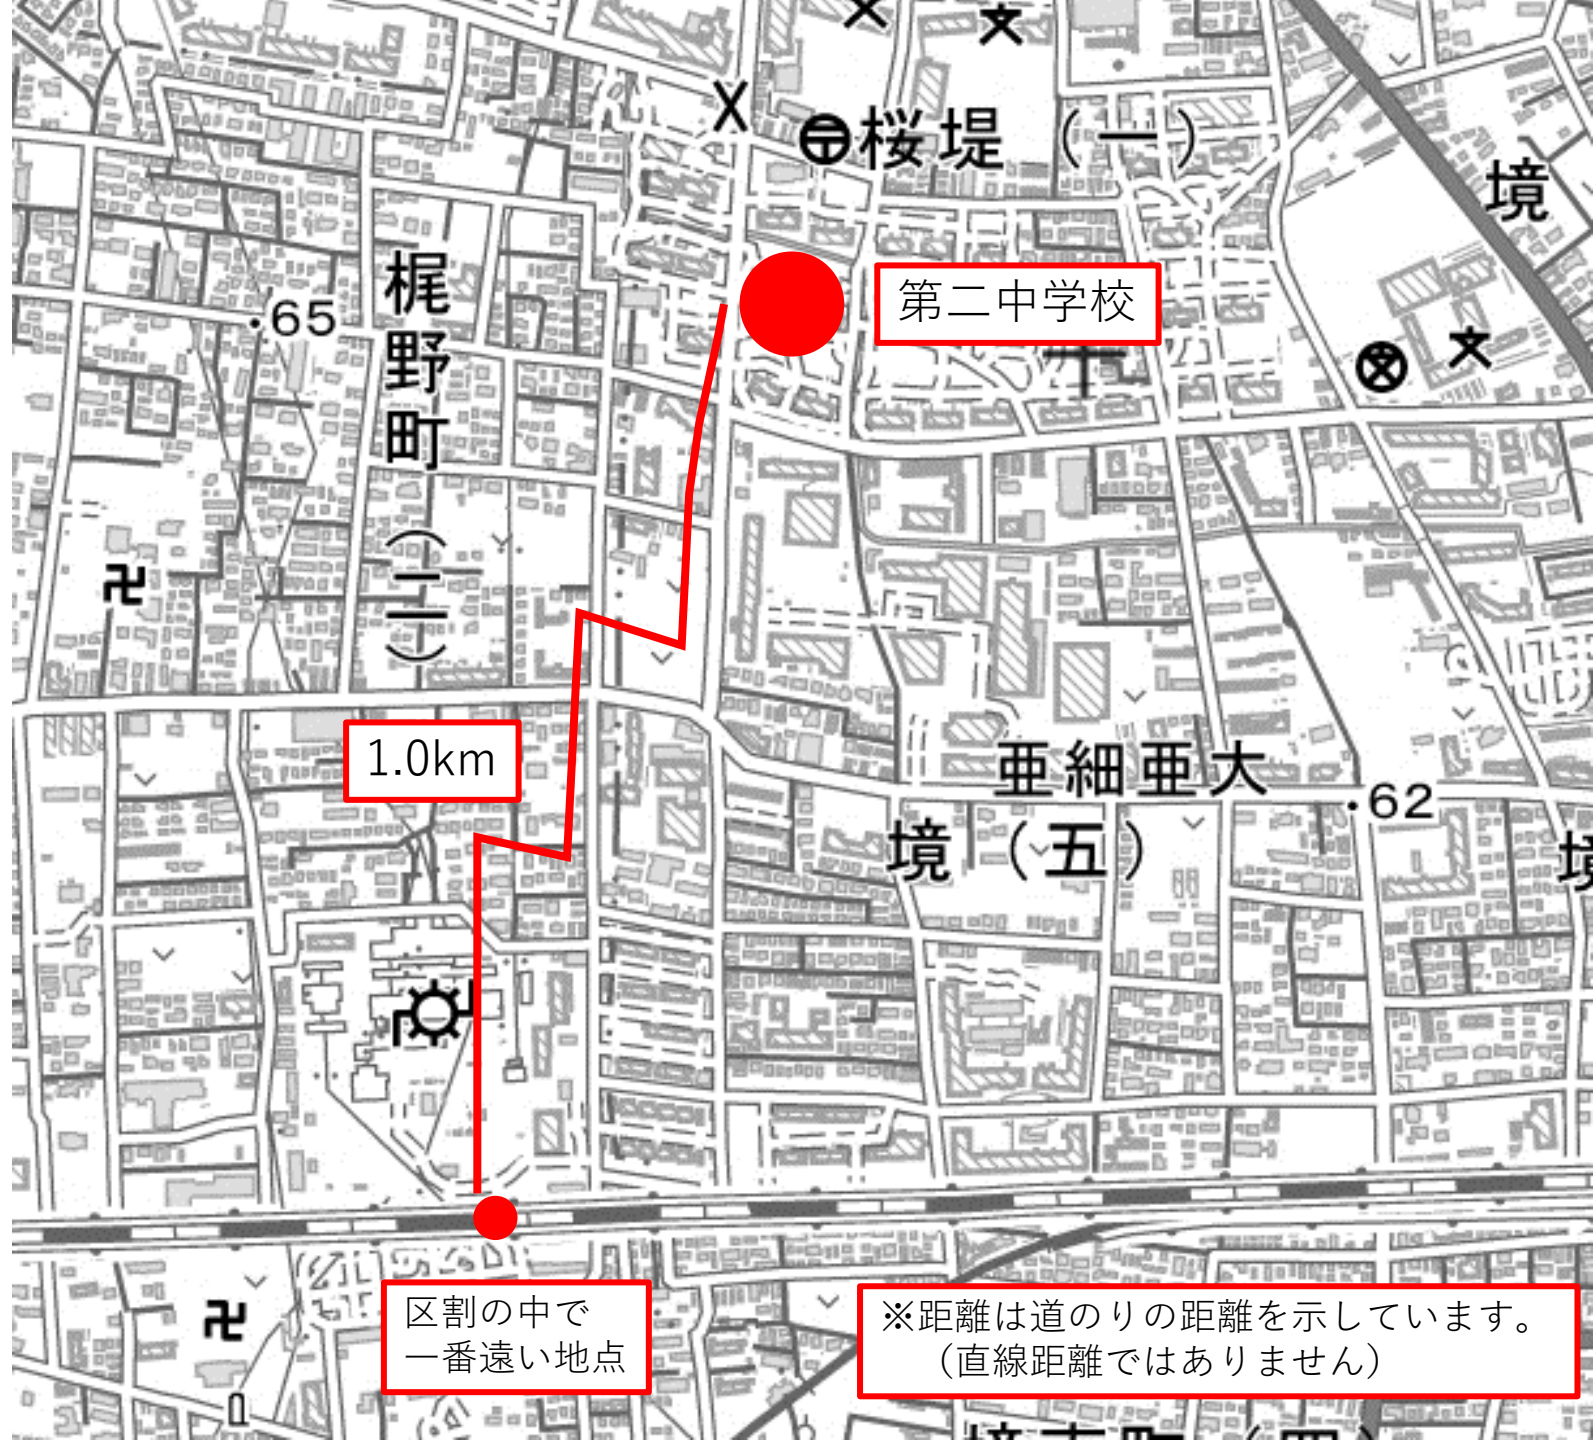 桜堤（一）
境
第二中学校
65
梶野町（二）
1.0km
亜細亜大
62
境（五）
境
区割の中で
一番遠い地点
※距離は道のりの距離を示しています。
（直線距離ではありません）